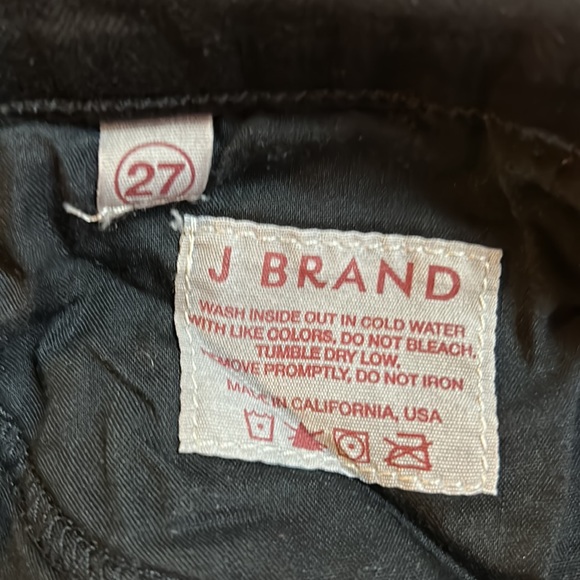 27
J BRAND
WASH INSIDE OUT IN COLD WATER
WITH LIKE COLORS, DO NOT BLEACH,
TUMBLE DRY LOW,
REMOVE PROMPTLY, DO NOT IRON
MADE IN CALIFORNIA, USA